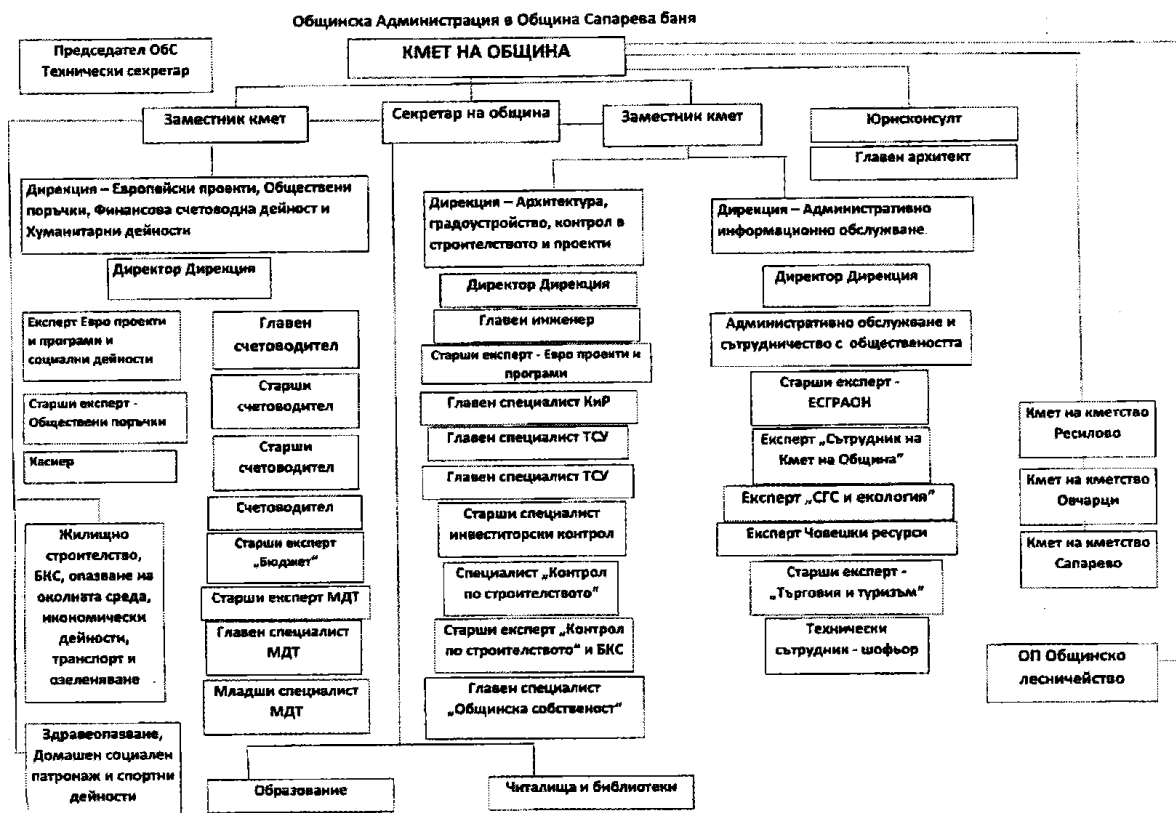 Общинска Администрация в Община Сапарева баня
Председател ОбС
Технически секретар
КМЕТ НА ОБЩИНА
Заместник кмет
Секретар на община
Заместник кмет
Юрисконсулт
Главен архитект
Дирекция – Европейски проекти, Обществени
поръчки, Финансова счетоводна дейност и
Хуманитарни дейности
Директор Дирекция
Експерт Евро проекти
и програми и
социални дейности
Старши експерт -
Обществени поръчки
Касиер
Жилищно
строителство,
БКС, опазване на
околната среда,
икономически
дейности,
транспорт и
озеленяване
Здравеопазване,
Домашен социален
патронаж и спортни
дейности
Главен
счетоводител
Старши
счетоводител
Старши
счетоводител
Счетоводител
Старши експерт
„Бюджет“
Старши експерт МДТ
Главен специалист
МДТ
Младши специалист
МДТ
Образование
Дирекция – Архитектура,
градоустройство, контрол в
строителството и проекти
Директор Дирекция
Главен инженер
Старши експерт - Евро проекти и
програми
Главен специалист КиР
Главен специалист ТСУ
Главен специалист ТСУ
Старши специалист
инвеститорски контрол
Специалист „Контрол
по строителството“
Старши експерт „Контрол
по строителството“ и БКС
Главен специалист
„Общинска собственост“
Читалища и библиотеки
Дирекция – Административно
информационно обслужване
Директор Дирекция
Административно обслужване и
сътрудничество с обществеността
Старши експерт -
ЕСГРАОН
Експерт „Сътрудник на
Кмет на Община”
Експерт „СГС и екология”
Експерт Човешки ресурси
Старши експерт -
„Търговия и туризъм”
Технически
сътрудник - шофьор
Кмет на кметство
Ресилово
Кмет на кметство
Овчарци
Кмет на кметство
Сапарево
ОП Общинско
лесничейство